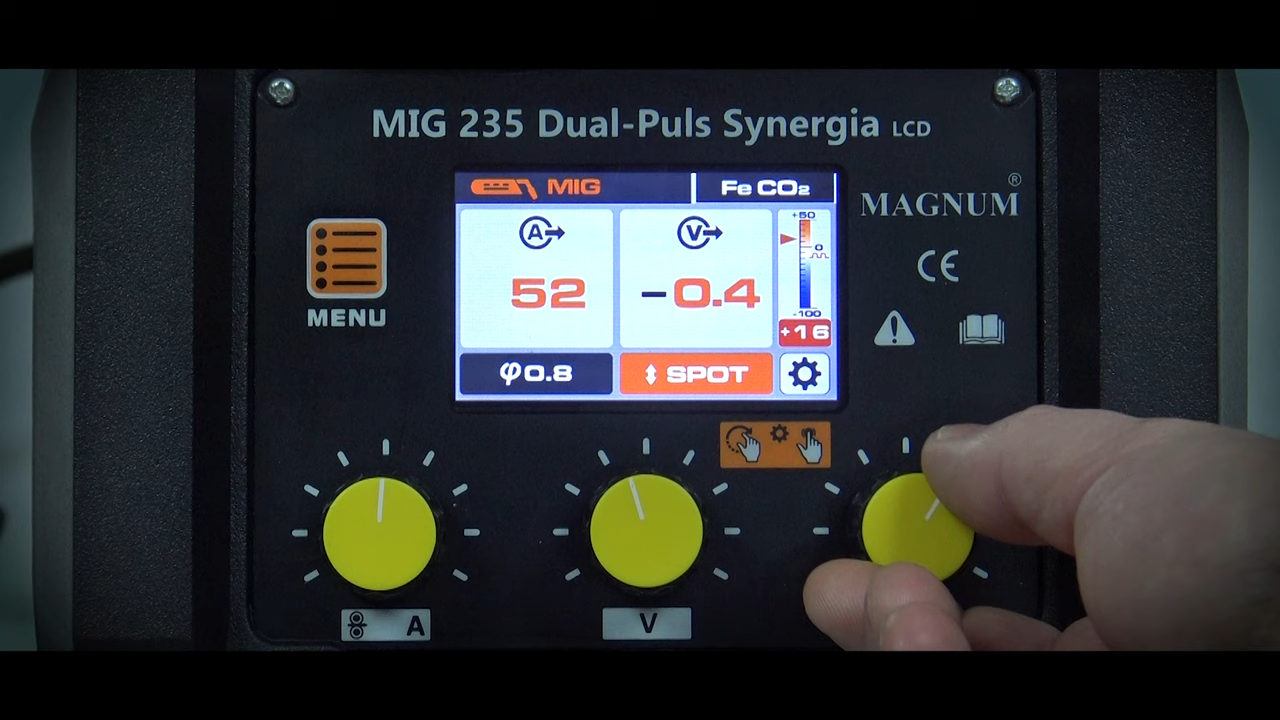 MIG 235 Dual-Puls Synergia LCD
MIG
Fe CO₂
MAGNUM®
A
V
+50
0
-100
52
-0.4
+16
φ0.8
SPOT
MENU
CE
A
V